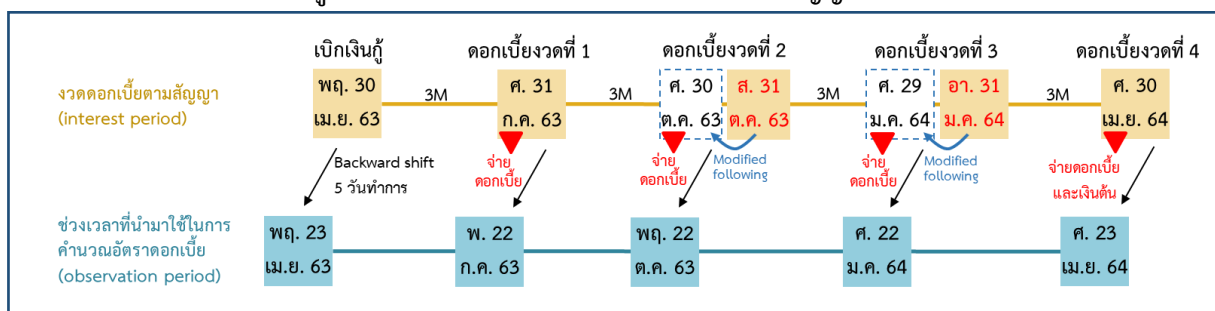 เบิกเงินกู้ ดอกเบี้ยงวดที่ 1 ดอกเบี้ยงวดที่ 2 ดอกเบี้ยงวดที่ 3 ดอกเบี้ยงวดที่ 4
งวดดอกเบี้ยตามสัญญา
(interest period)
พฤ. 30
เม.ย. 63
3M
ศ. 31
ก.ค. 63
3M
ศ. 30
ต.ค. 63
ส. 31
ต.ค. 63
3M
ศ. 29
ม.ค. 64
อา. 31
ม.ค. 64
3M
ศ. 30
เม.ย. 64
Backward shift
5 วันทำการ
จ่าย
ดอกเบี้ย
จ่าย
ดอกเบี้ย
Modified
following
จ่าย
ดอกเบี้ย
Modified
following
จ่ายดอกเบี้ย
และเงินต้น
ช่วงเวลาที่นำมาใช้ในการ
คำนวณอัตราดอกเบี้ย
(observation period)
พฤ. 23
เม.ย. 63
พ. 22
ก.ค. 63
พฤ. 22
ต.ค. 63
ศ. 22
ม.ค. 64
ศ. 23
เม.ย. 64